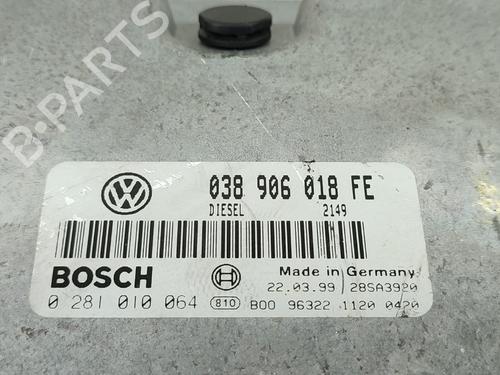 B-PARTS
038 906 018 FE
DIESEL 2149
BOSCH
Made in Germany
0 281 010 064 810 B00 96322 1120 0420
22.03.99 28SA3920